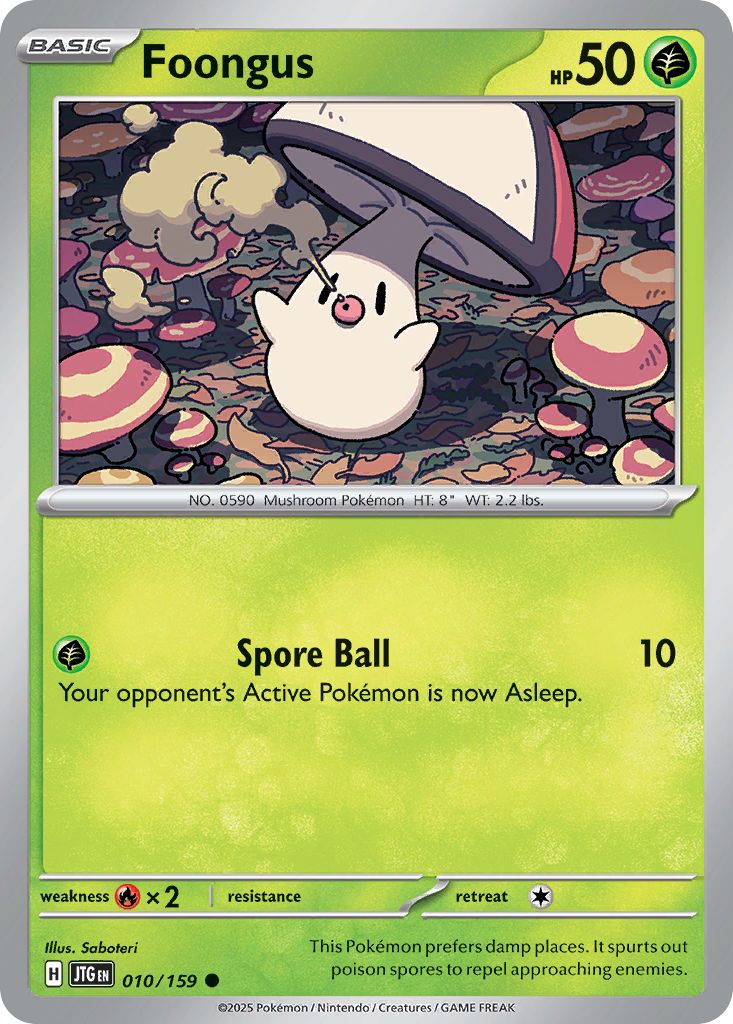 BASIC
Foongus
HP 50
NO. 0590 Mushroom Pokémon HT: 8" WT: 2.2 lbs.
Spore Ball 10
Your opponent's Active Pokémon is now Asleep.
weakness ×2 resistance retreat
Illus. Saboteri
This Pokémon prefers damp places. It spurts out
poison spores to repel approaching enemies.
H JTG EN 010/159
©2025 Pokémon / Nintendo / Creatures / GAME FREAK